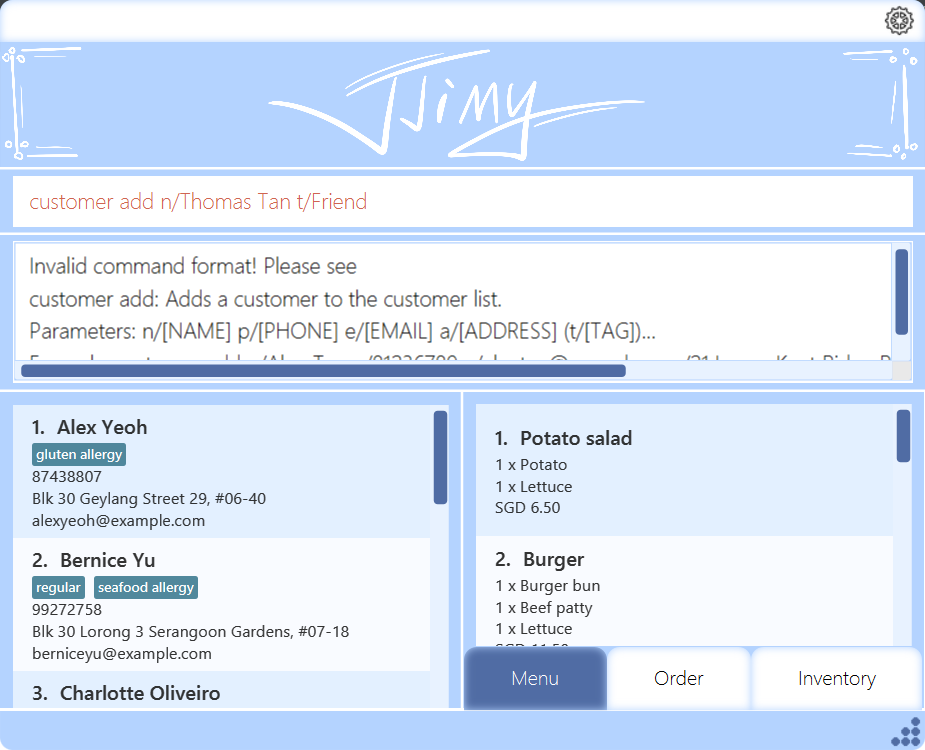 JJIMY
customer add n/Thomas Tan t/Friend
Invalid command format! Please see
customer add: Adds a customer to the customer list.
Parameters: n/[NAME] p/[PHONE] e/[EMAIL] a/[ADDRESS] (t/[TAG])...
1. Alex Yeoh
gluten allergy
87438807
Blk 30 Geylang Street 29, #06-40
alexyeoh@example.com
2. Bernice Yu
regular seafood allergy
99272758
Blk 30 Lorong 3 Serangoon Gardens, #07-18
berniceyu@example.com
3. Charlotte Oliveiro
1. Potato salad
1 x Potato
1 x Lettuce
SGD 6.50
2. Burger
1 x Burger bun
1 x Beef patty
1 x Lettuce
Menu Order Inventory